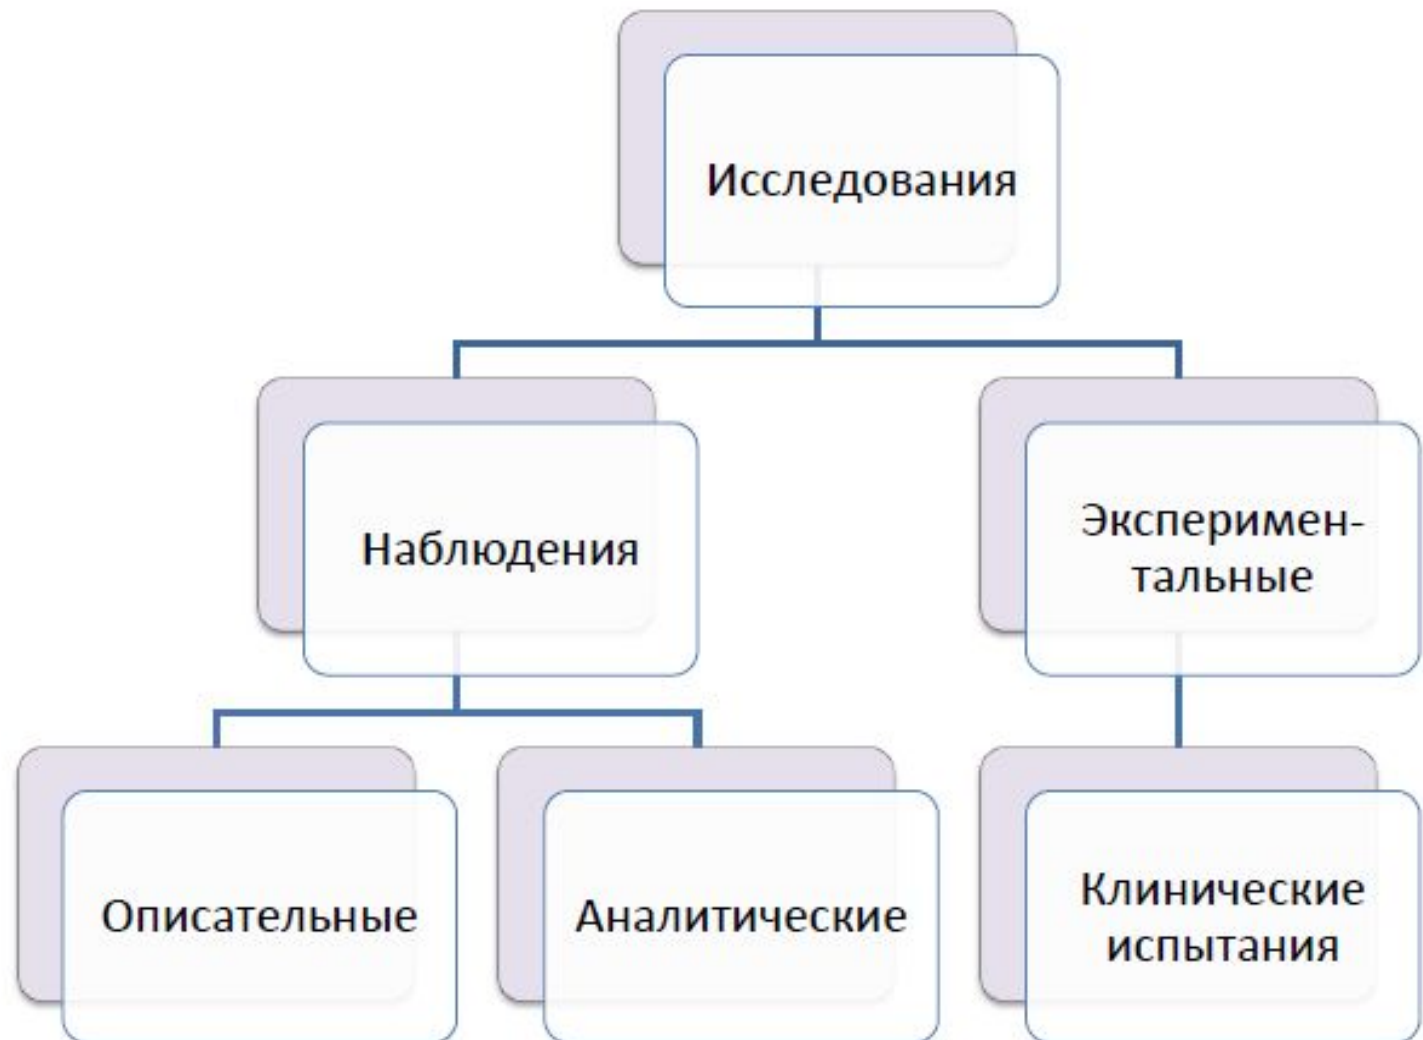 Исследования
Наблюдения
Эксперимен-
тальные
Описательные
Аналитические
Клинические
испытания